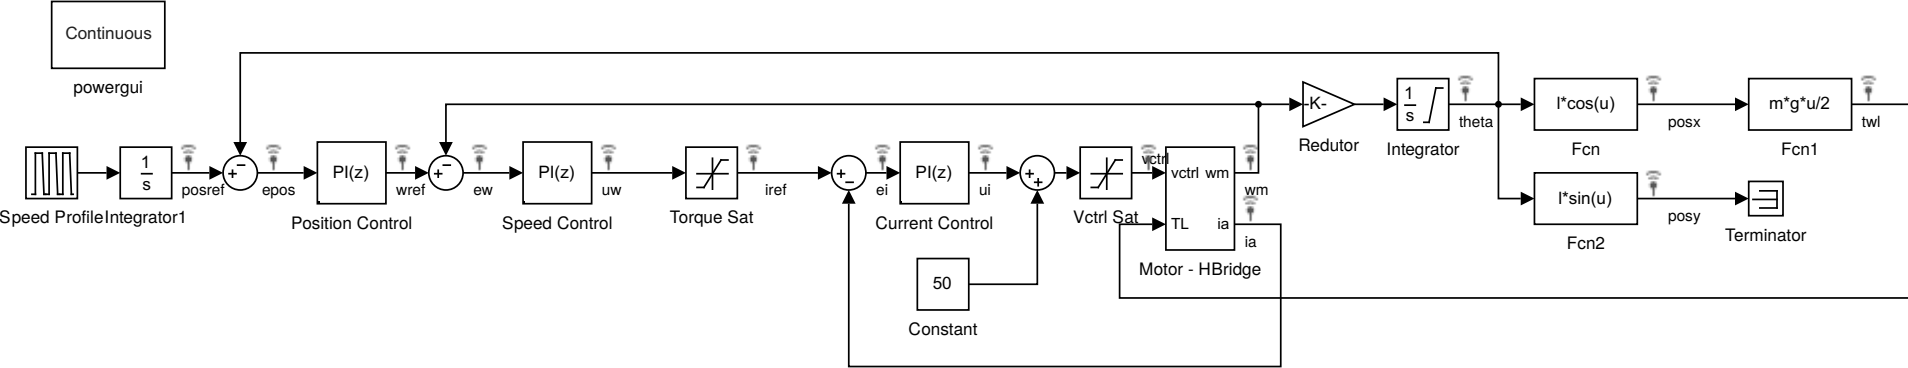 Continuous
powergui
Speed Profile
1
s
Integrator1
posref
+
−
epos
PI(z)
Position Control
wref
+
−
ew
PI(z)
Speed Control
uw
Torque Sat
iref
+
−
ei
PI(z)
Current Control
ui
+
+
50
Constant
Vctrl Sat
vctrl
vctrl
wm
TL
ia
Motor - HBridge
wm
ia
-K-
Redutor
1
s
Integrator
theta
l*cos(u)
Fcn
posx
m*g*u/2
Fcn1
twl
l*sin(u)
Fcn2
posy
Terminator